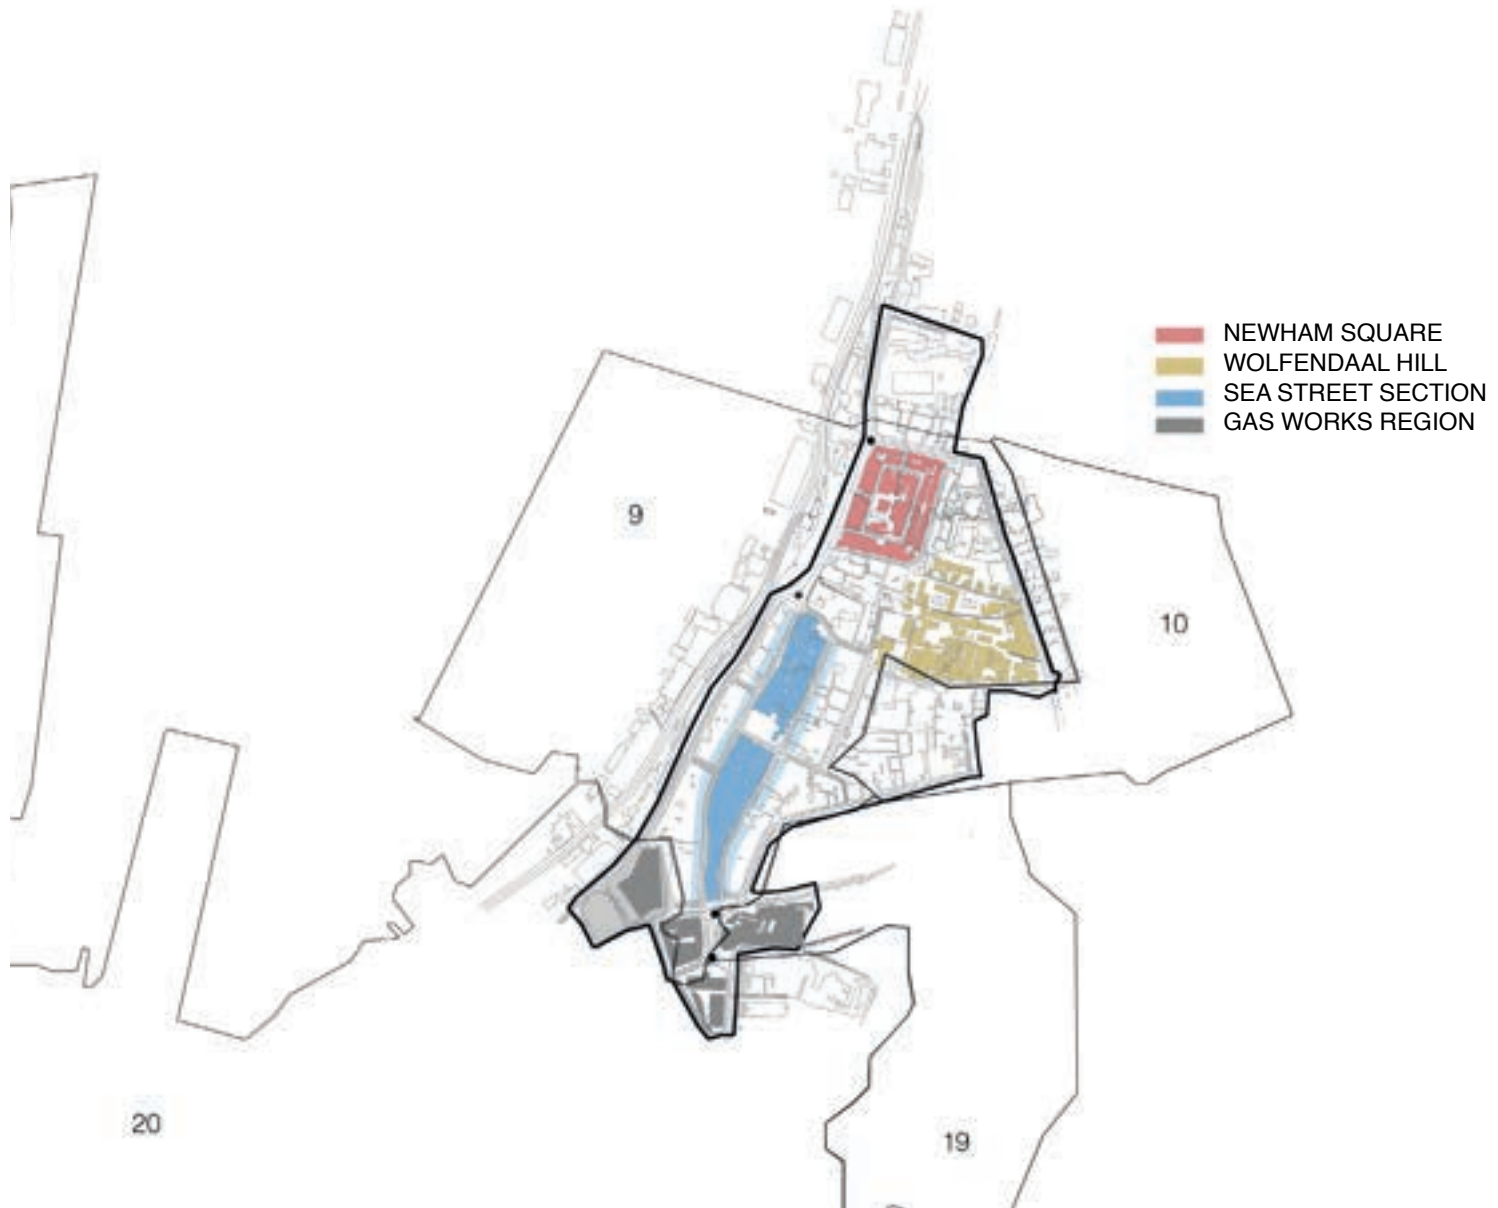 NEWHAM SQUARE
WOLFENDAAL HILL
SEA STREET SECTION
GAS WORKS REGION
9
10
20
19